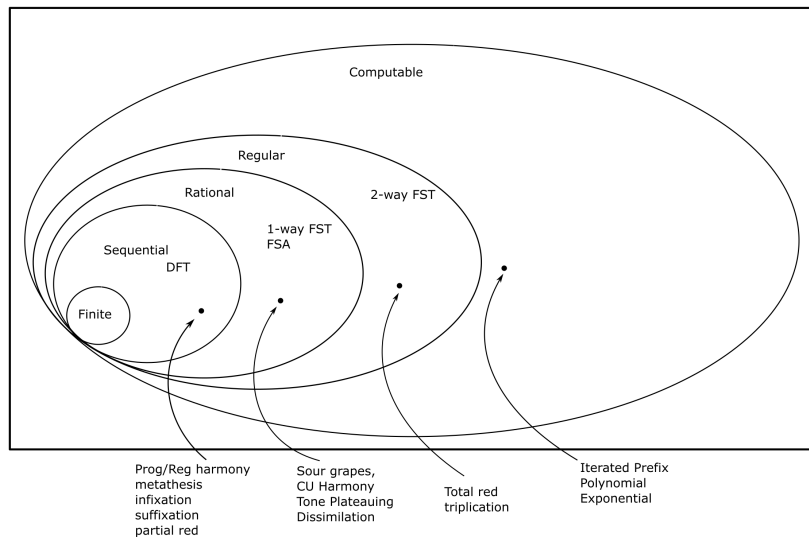 Computable
Regular
Rational
2-way FST
1-way FST
FSA
Sequential
DFT
Finite
Prog/Reg harmony
metathesis
infixation
suffixation
partial red
Sour grapes,
CU Harmony
Tone Plateauing
Dissimilation
Total red
triplication
Iterated Prefix
Polynomial
Exponential